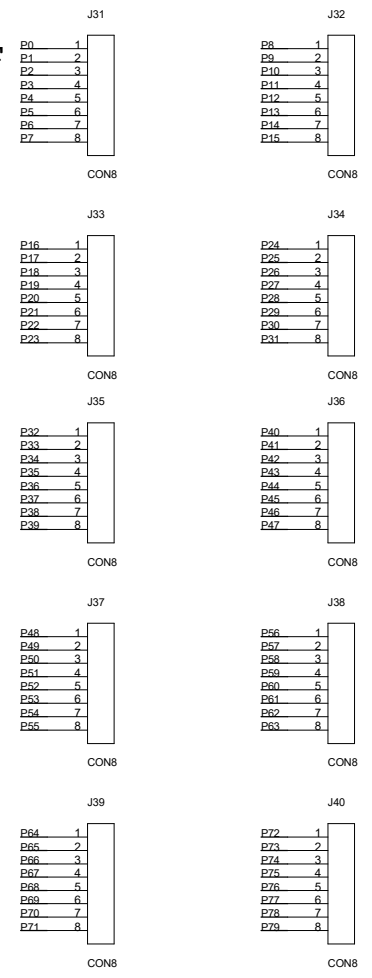 J31
P0 1
P1 2
P2 3
P3 4
P4 5
P5 6
P6 7
P7 8
CON8
J32
P8 1
P9 2
P10 3
P11 4
P12 5
P13 6
P14 7
P15 8
CON8
J33
P16 1
P17 2
P18 3
P19 4
P20 5
P21 6
P22 7
P23 8
CON8
J34
P24 1
P25 2
P26 3
P27 4
P28 5
P29 6
P30 7
P31 8
CON8
J35
P32 1
P33 2
P34 3
P35 4
P36 5
P37 6
P38 7
P39 8
CON8
J36
P40 1
P41 2
P42 3
P43 4
P44 5
P45 6
P46 7
P47 8
CON8
J37
P48 1
P49 2
P50 3
P51 4
P52 5
P53 6
P54 7
P55 8
CON8
J38
P56 1
P57 2
P58 3
P59 4
P60 5
P61 6
P62 7
P63 8
CON8
J39
P64 1
P65 2
P66 3
P67 4
P68 5
P69 6
P70 7
P71 8
CON8
J40
P72 1
P73 2
P74 3
P75 4
P76 5
P77 6
P78 7
P79 8
CON8